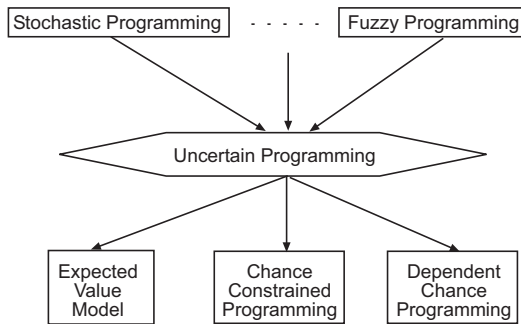 Stochastic Programming - - - - - Fuzzy Programming
Uncertain Programming
Expected
Value
Model
Chance
Constrained
Programming
Dependent
Chance
Programming